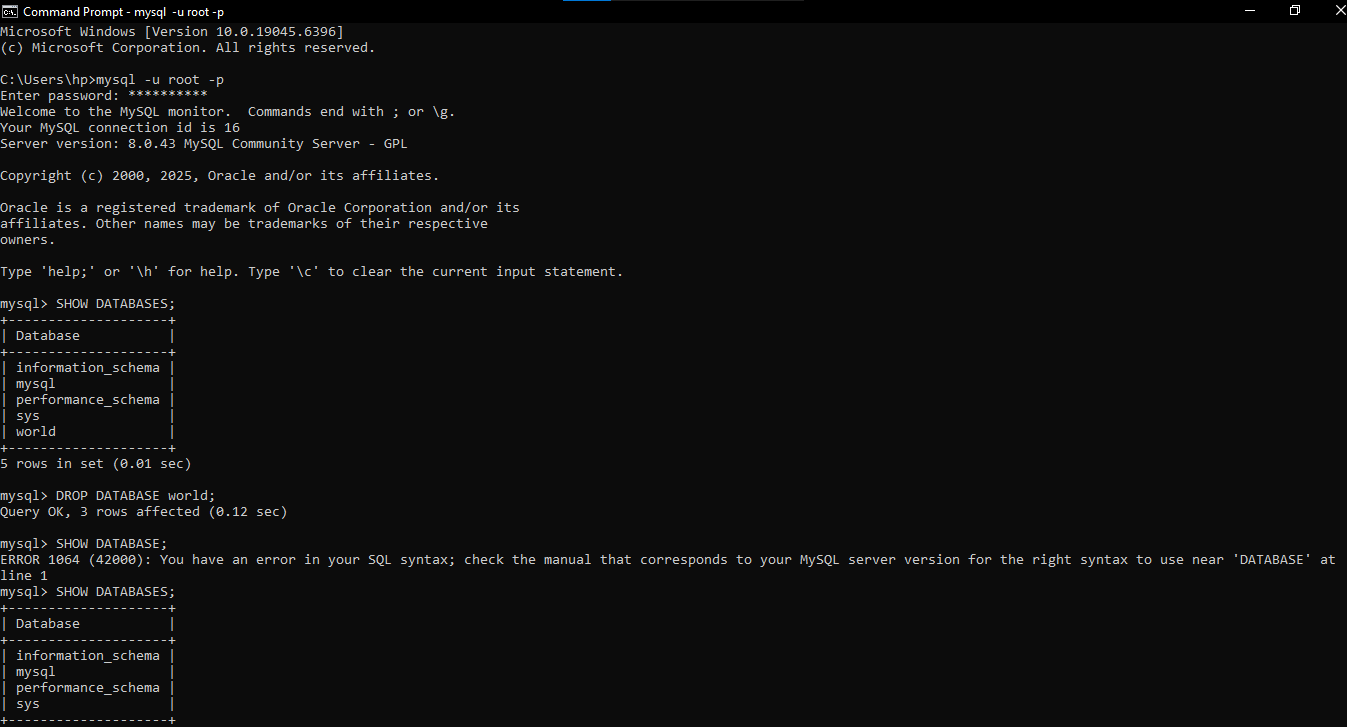 Command Prompt - mysql  -u root -p
Microsoft Windows [Version 10.0.19045.6396]
(c) Microsoft Corporation. All rights reserved.
C:\Users\hp>mysql -u root -p
Enter password: **********
Welcome to the MySQL monitor.  Commands end with ; or \g.
Your MySQL connection id is 16
Server version: 8.0.43 MySQL Community Server - GPL
Copyright (c) 2000, 2025, Oracle and/or its affiliates.
Oracle is a registered trademark of Oracle Corporation and/or its
affiliates. Other names may be trademarks of their respective
owners.
Type 'help;' or '\h' for help. Type '\c' to clear the current input statement.
mysql> SHOW DATABASES;
+--------------------+
| Database           |
+--------------------+
| information_schema |
| mysql              |
| performance_schema |
| sys                |
| world              |
+--------------------+
5 rows in set (0.01 sec)
mysql> DROP DATABASE world;
Query OK, 3 rows affected (0.12 sec)
mysql> SHOW DATABASE;
ERROR 1064 (42000): You have an error in your SQL syntax; check the manual that corresponds to your MySQL server version for the right syntax to use near 'DATABASE' at
line 1
mysql> SHOW DATABASES;
+--------------------+
| Database           |
+--------------------+
| information_schema |
| mysql              |
| performance_schema |
| sys                |
+--------------------+